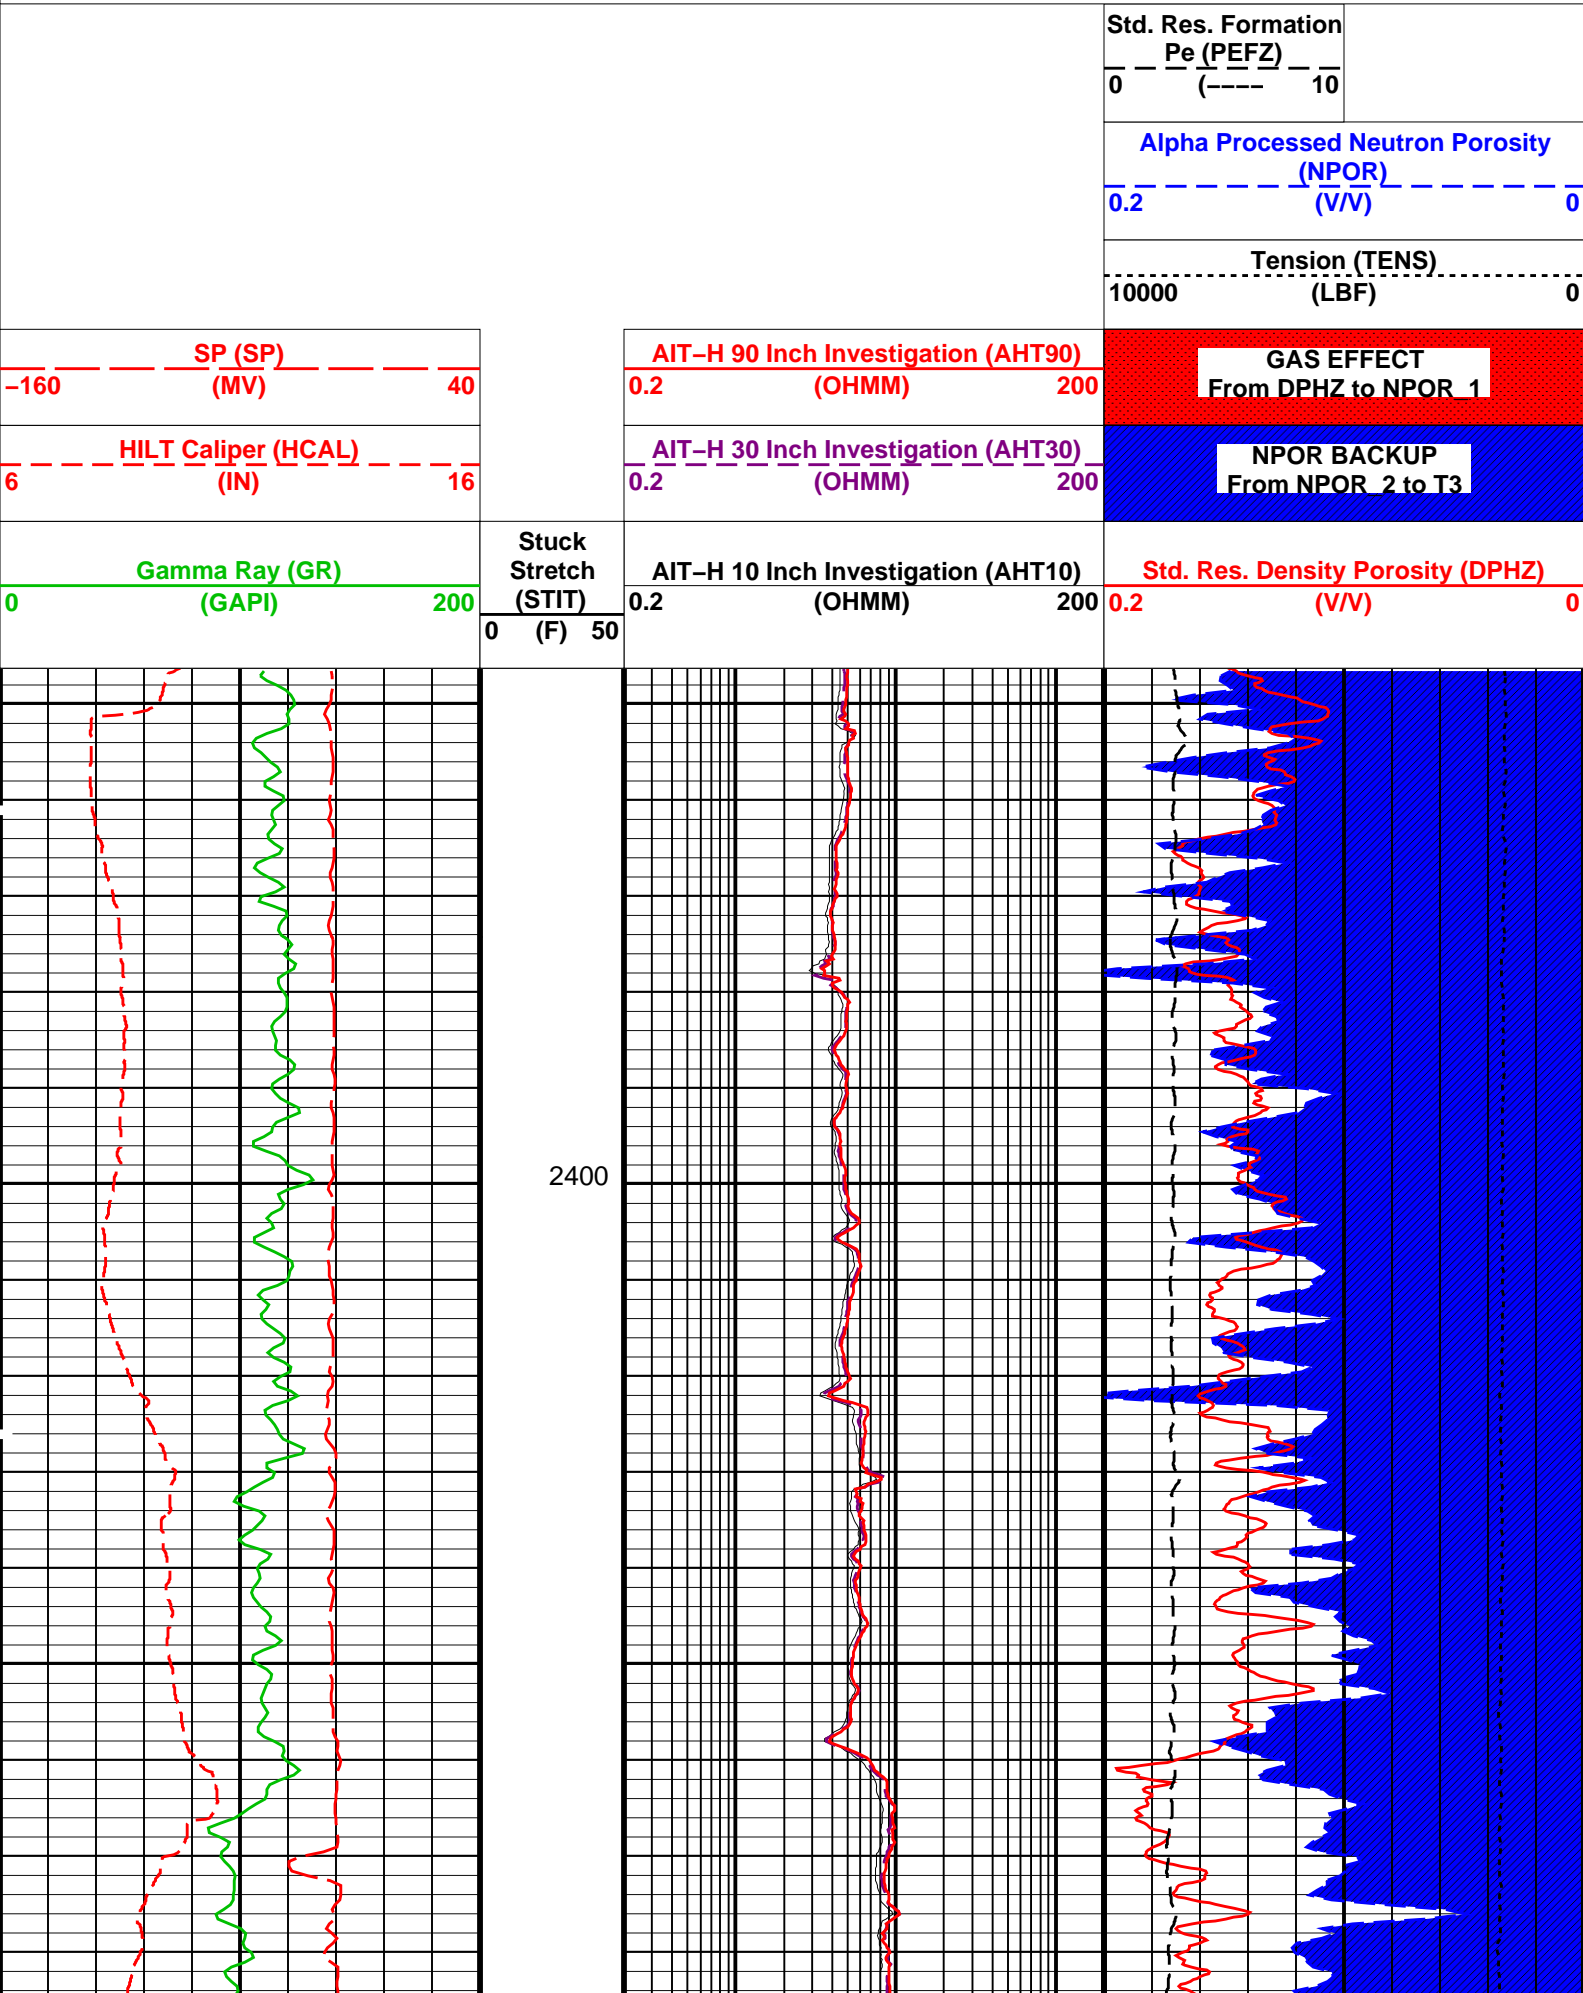 Std. Res. Formation
Pe (PEFZ)
0 (---- 10
Alpha Processed Neutron Porosity
(NPOR)
0.2 (V/V) 0
Tension (TENS)
10000 (LBF) 0
SP (SP)
-160 (MV) 40
AIT-H 90 Inch Investigation (AHT90)
0.2 (OHMM) 200
GAS EFFECT
From DPHZ to NPOR_1
HILT Caliper (HCAL)
6 (IN) 16
AIT-H 30 Inch Investigation (AHT30)
0.2 (OHMM) 200
NPOR BACKUP
From NPOR_2 to T3
Gamma Ray (GR)
0 (GAPI) 200
Stuck
Stretch
(STIT)
0 (F) 50
AIT-H 10 Inch Investigation (AHT10)
0.2 (OHMM) 200
Std. Res. Density Porosity (DPHZ)
0.2 (V/V) 0
2400